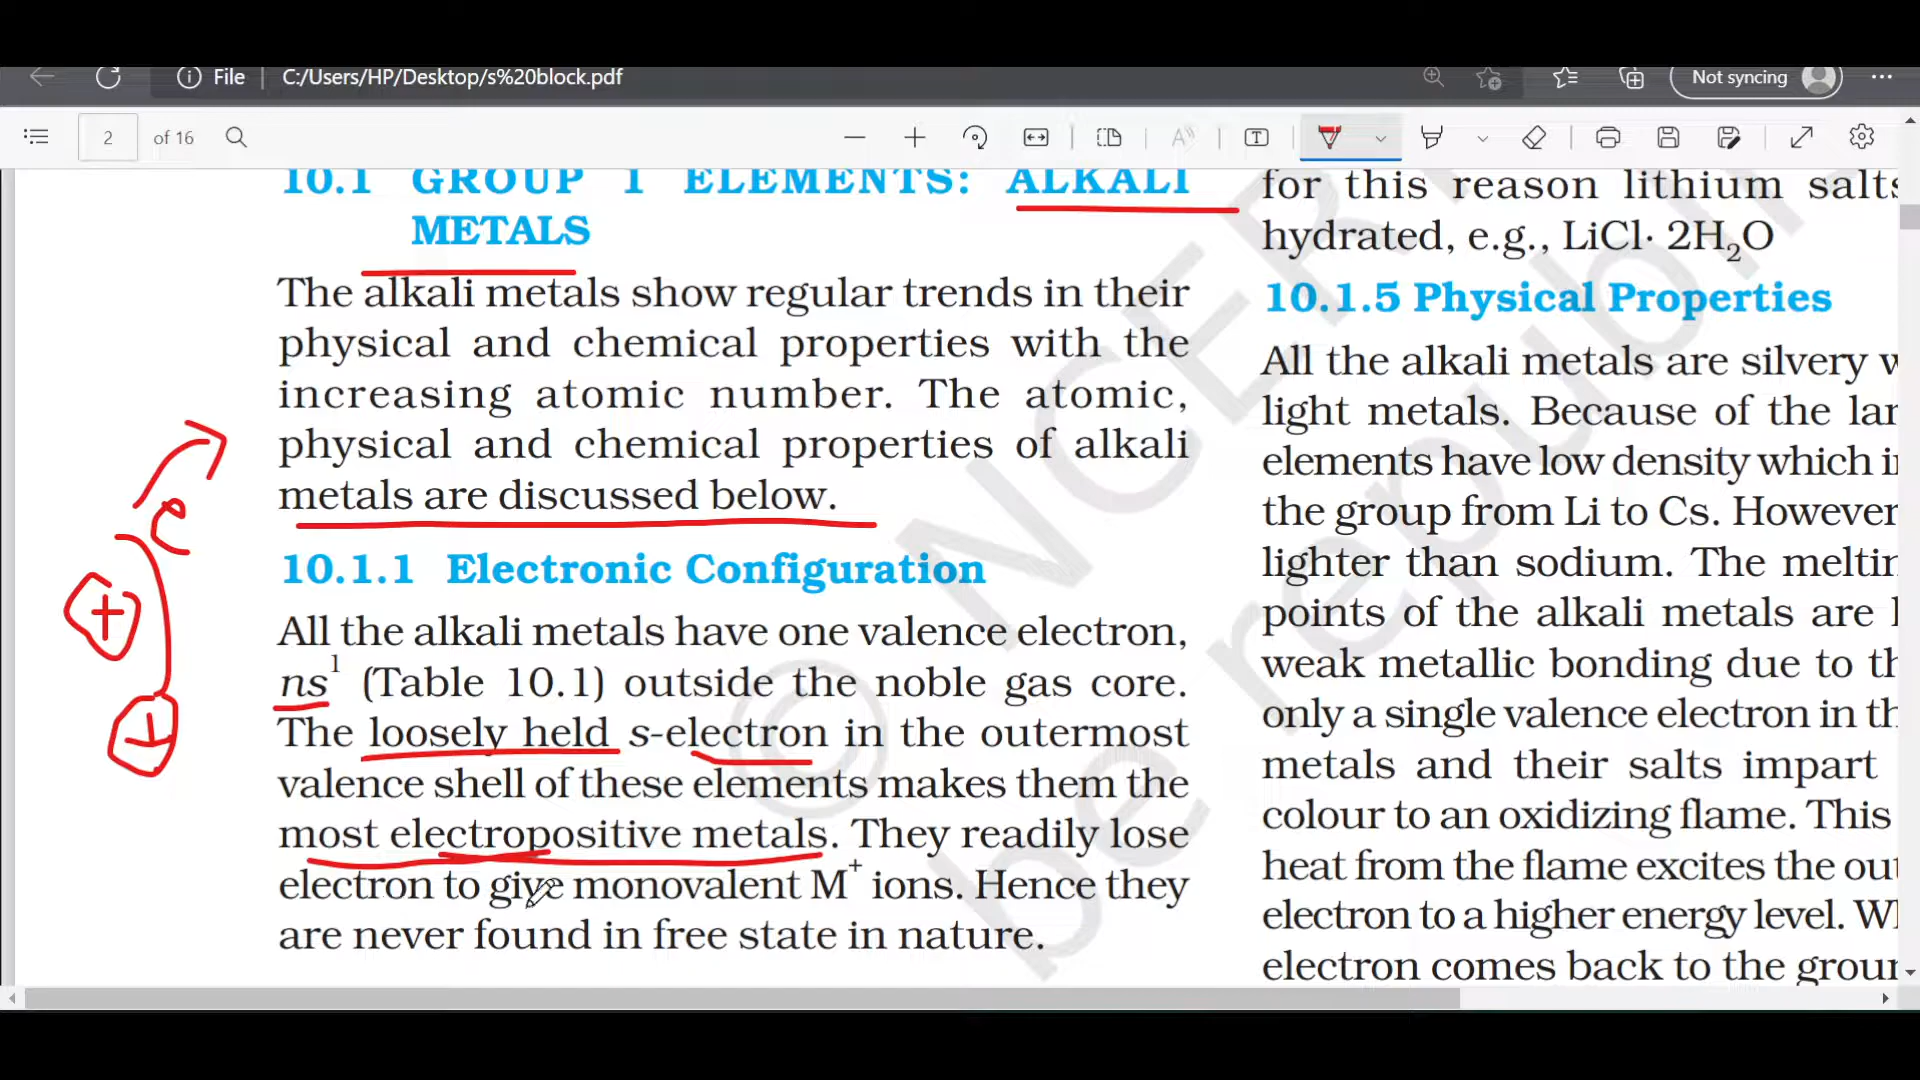 File
C:/Users/HP/Desktop/s%20block.pdf
Not syncing
2 of 16
10.1 GROUP 1 ELEMENTS: ALKALI
METALS
The alkali metals show regular trends in their
physical and chemical properties with the
increasing atomic number. The atomic,
physical and chemical properties of alkali
metals are discussed below.
10.1.1 Electronic Configuration
All the alkali metals have one valence electron,
ns¹ (Table 10.1) outside the noble gas core.
The loosely held s-electron in the outermost
valence shell of these elements makes them the
most electropositive metals. They readily lose
electron to give monovalent M⁺ ions. Hence they
are never found in free state in nature.
e
+
+
for this reason lithium salts
hydrated, e.g., LiCl· 2H₂O
10.1.5 Physical Properties
All the alkali metals are silvery
light metals. Because of the
elements have low density which
the group from Li to Cs. However
lighter than sodium. The
points of the alkali metals are
weak metallic bonding due to
only a single valence electron in
metals and their salts impart
colour to an oxidizing flame. This
heat from the flame excites the
electron to a higher energy level.
electron comes back to the
© NCERT
be republi